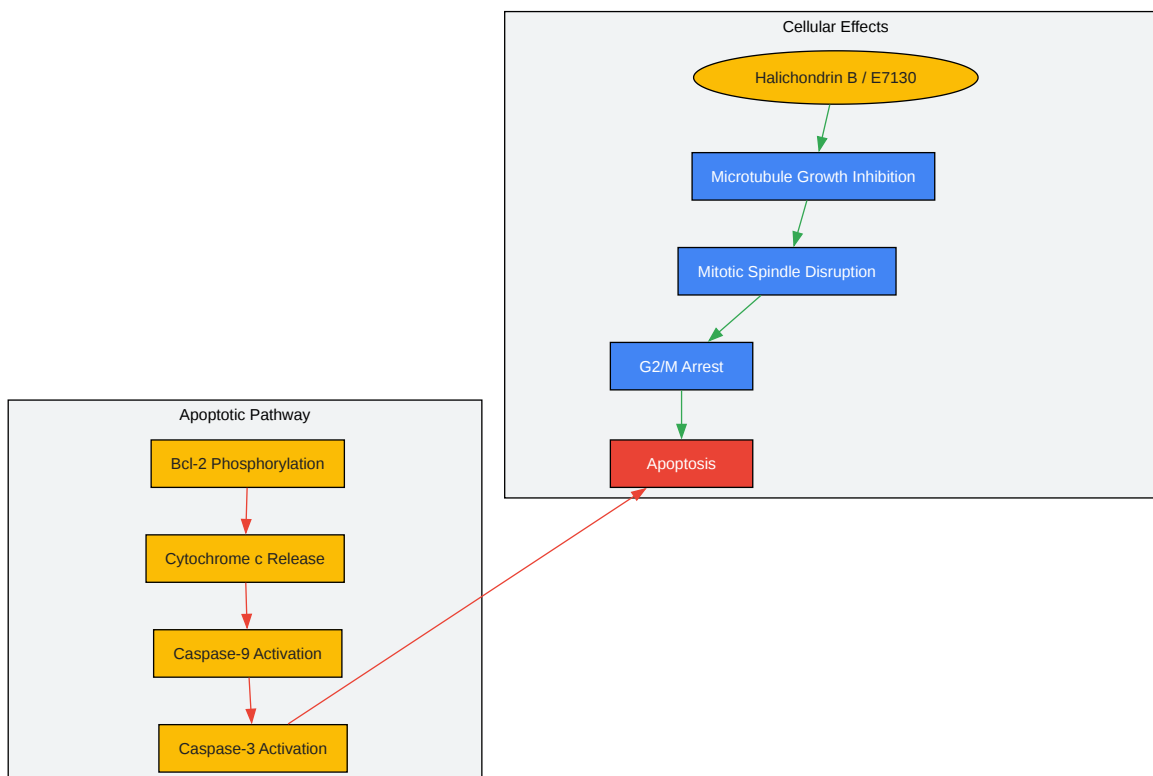 Cellular Effects
Halichondrin B / E7130
Microtubule Growth Inhibition
Mitotic Spindle Disruption
G2/M Arrest
Apoptosis
Apoptotic Pathway
Bcl-2 Phosphorylation
Cytochrome c Release
Caspase-9 Activation
Caspase-3 Activation